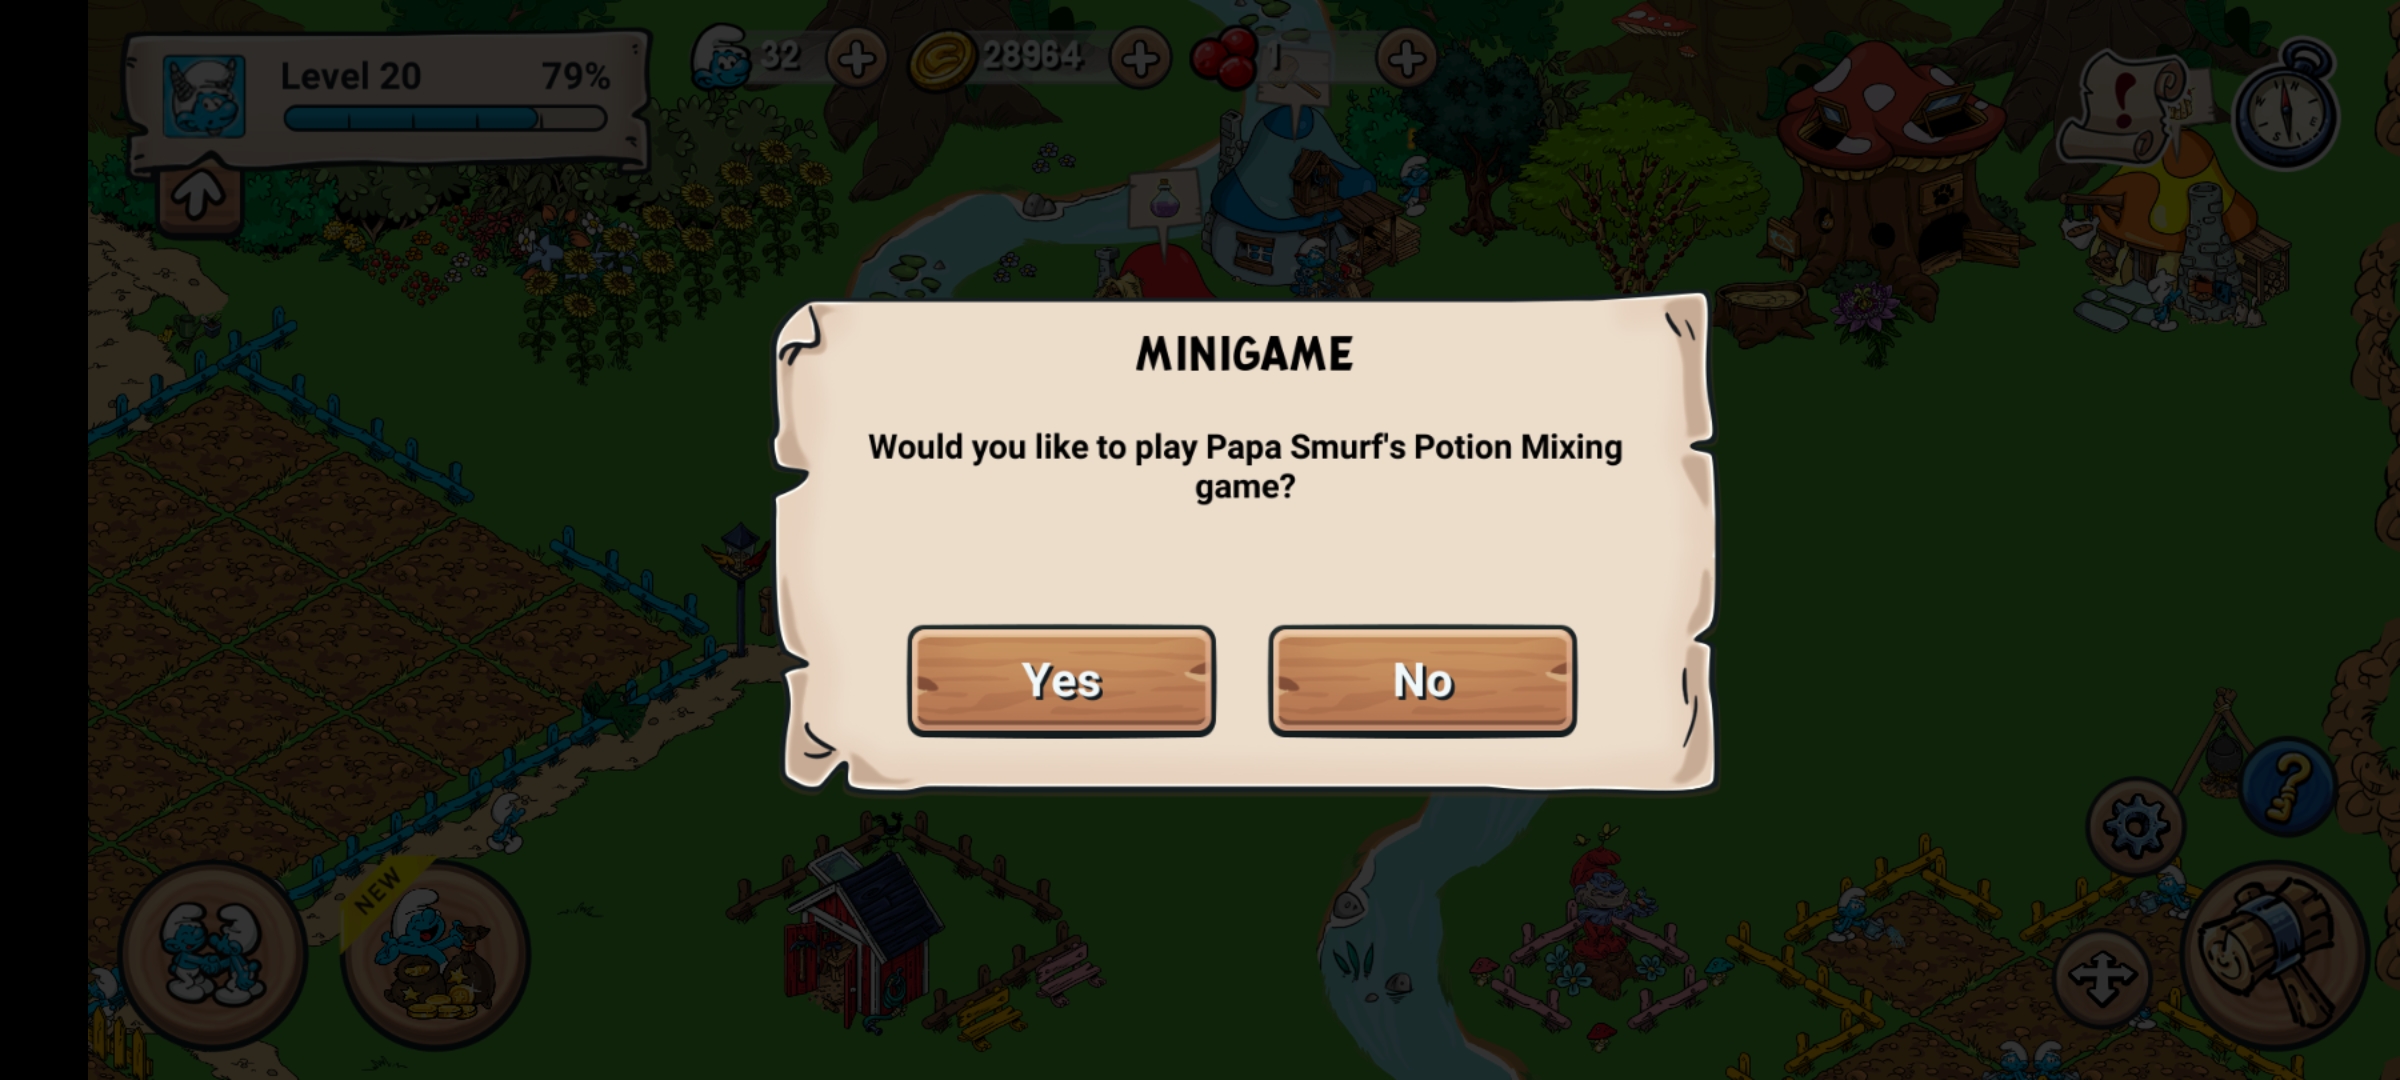 Level 20
79%
32
28964
1
MINIGAME
Would you like to play Papa Smurf's Potion Mixing
game?
Yes
No
NEW